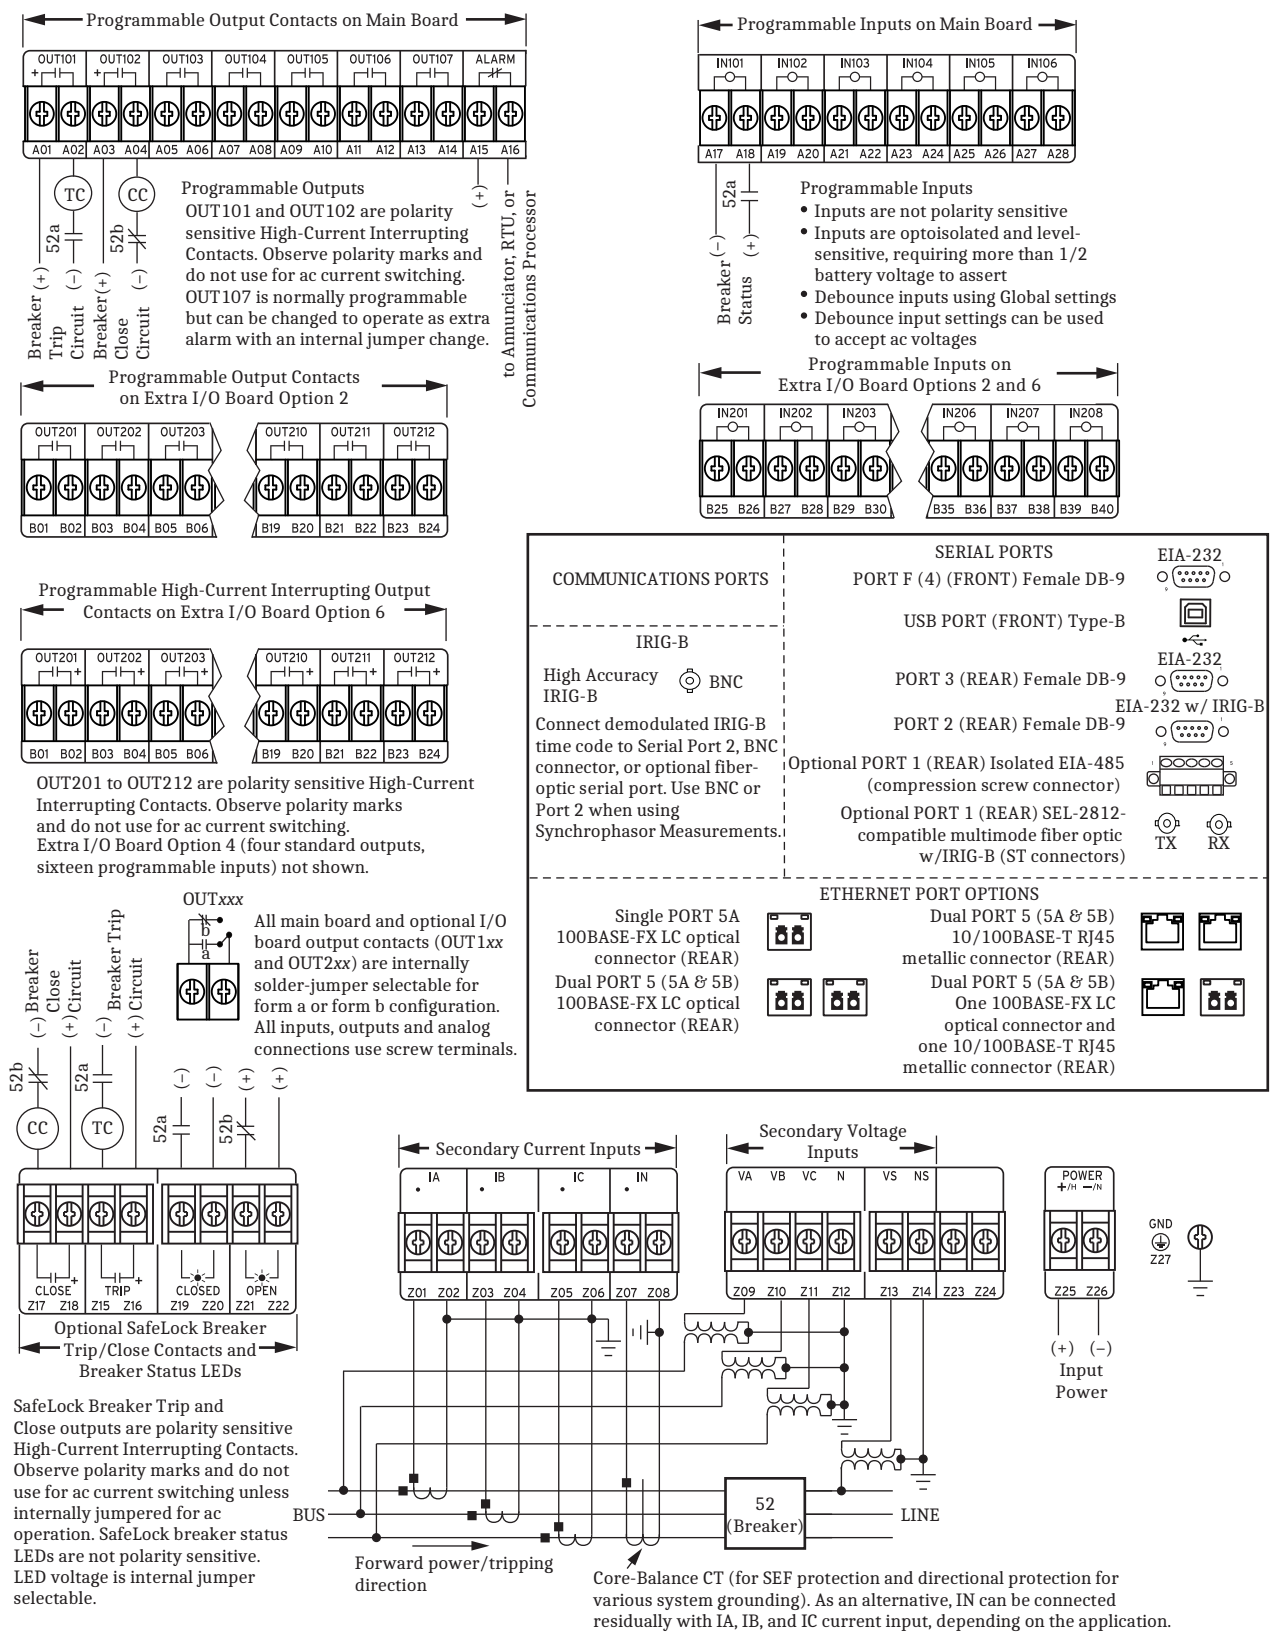 Programmable Output Contacts on Main Board
OUT101 OUT102 OUT103 OUT104 OUT105 OUT106 OUT107 ALARM
+ +
A01 A02 A03 A04 A05 A06 A07 A08 A09 A10 A11 A12 A13 A14 A15 A16
TC CC
52a 52b
Breaker (+)
Trip
Circuit (–)
Breaker(+)
Close
Circuit (–)
(+)
to Annunciator, RTU, or
Communications Processor
Programmable Outputs
OUT101 and OUT102 are polarity
sensitive High-Current Interrupting
Contacts. Observe polarity marks and
do not use for ac current switching.
OUT107 is normally programmable
but can be changed to operate as extra
alarm with an internal jumper change.
Programmable Inputs on Main Board
IN101 IN102 IN103 IN104 IN105 IN106
A17 A18 A19 A20 A21 A22 A23 A24 A25 A26 A27 A28
52a
Breaker (–)
Status (+)
Programmable Inputs
• Inputs are not polarity sensitive
• Inputs are optoisolated and level-
sensitive, requiring more than 1/2
battery voltage to assert
• Debounce inputs using Global settings
• Debounce input settings can be used
to accept ac voltages
Programmable Output Contacts
on Extra I/O Board Option 2
OUT201 OUT202 OUT203 OUT210 OUT211 OUT212
B01 B02 B03 B04 B05 B06 B19 B20 B21 B22 B23 B24
Programmable Inputs on
Extra I/O Board Options 2 and 6
IN201 IN202 IN203 IN206 IN207 IN208
B25 B26 B27 B28 B29 B30 B35 B36 B37 B38 B39 B40
Programmable High-Current Interrupting Output
Contacts on Extra I/O Board Option 6
OUT201 OUT202 OUT203 OUT210 OUT211 OUT212
+ + + + + +
B01 B02 B03 B04 B05 B06 B19 B20 B21 B22 B23 B24
OUT201 to OUT212 are polarity sensitive High-Current
Interrupting Contacts. Observe polarity marks
and do not use for ac current switching.
Extra I/O Board Option 4 (four standard outputs,
sixteen programmable inputs) not shown.
COMMUNICATIONS PORTS
IRIG-B
High Accuracy
IRIG-B
BNC
Connect demodulated IRIG-B
time code to Serial Port 2, BNC
connector, or optional fiber-
optic serial port. Use BNC or
Port 2 when using
Synchrophasor Measurements.
SERIAL PORTS
PORT F (4) (FRONT) Female DB-9
EIA-232
1
9
USB PORT (FRONT) Type-B
PORT 3 (REAR) Female DB-9
EIA-232
1
9
PORT 2 (REAR) Female DB-9
EIA-232 w/ IRIG-B
1
9
Optional PORT 1 (REAR) Isolated EIA-485
(compression screw connector)
1 5
Optional PORT 1 (REAR) SEL-2812-
compatible multimode fiber optic
w/IRIG-B (ST connectors)
TX RX
ETHERNET PORT OPTIONS
Single PORT 5A
100BASE-FX LC optical
connector (REAR)
Dual PORT 5 (5A & 5B)
100BASE-FX LC optical
connector (REAR)
Dual PORT 5 (5A & 5B)
10/100BASE-T RJ45
metallic connector (REAR)
Dual PORT 5 (5A & 5B)
One 100BASE-FX LC
optical connector and
one 10/100BASE-T RJ45
metallic connector (REAR)
OUTxxx
b
a
All main board and optional I/O
board output contacts (OUT1xx
and OUT2xx) are internally
solder-jumper selectable for
form a or form b configuration.
All inputs, outputs and analog
connections use screw terminals.
(–) Breaker
Close
(+) Circuit
(–) Breaker Trip
(+) Circuit
52b 52a
CC TC
(–) (–) (+) (+)
52a 52b
CLOSE + TRIP + CLOSED OPEN
Z17 Z18 Z15 Z16 Z19 Z20 Z21 Z22
Optional SafeLock Breaker
Trip/Close Contacts and
Breaker Status LEDs
SafeLock Breaker Trip and
Close outputs are polarity sensitive
High-Current Interrupting Contacts.
Observe polarity marks and do not
use for ac current switching unless
internally jumpered for ac
operation. SafeLock breaker status
LEDs are not polarity sensitive.
LED voltage is internal jumper
selectable.
Secondary Current Inputs
IA IB IC IN
Z01 Z02 Z03 Z04 Z05 Z06 Z07 Z08
Secondary Voltage
Inputs
VA VB VC N VS NS
Z09 Z10 Z11 Z12 Z13 Z14 Z23 Z24
POWER
+/H –/N
Z25 Z26
(+) (–)
Input
Power
GND
Z27
BUS
52
(Breaker)
LINE
Forward power/tripping
direction
Core-Balance CT (for SEF protection and directional protection for
various system grounding). As an alternative, IN can be connected
residually with IA, IB, and IC current input, depending on the application.